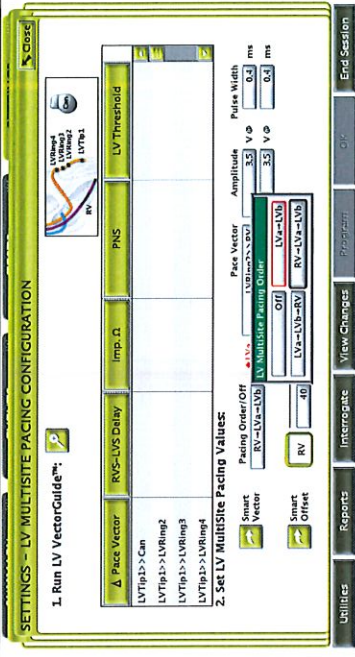 SETTINGS – LV MULTISITE PACING CONFIGURATION
Close
1. Run LV VectorGuide™:
LVRing4
LVRing3
LVRing2
LVTip1
RV
Can
Δ Pace Vector
RVS–LVS Delay
Imp. Ω
PNS
LV Threshold
LVTip1>>Can
LVTip1>>LVRing2
LVTip1>>LVRing3
LVTip1>>LVRing4
2. Set LV MultiSite Pacing Values:
Pacing Order/Off
Pace Vector
Amplitude
Pulse Width
Smart Vector
RV→LVa→LVb
♦LVa
LVRing2>>RV
3.5 V
0.4 ms
3.5 V
0.4 ms
Smart Offset
RV
40
LV MultiSite Pacing Order
Off
LVa→LVb
LVa→LVb→RV
RV→LVa→LVb
Utilities
Reports
Interrogate
View Changes
Program
OK
End Session